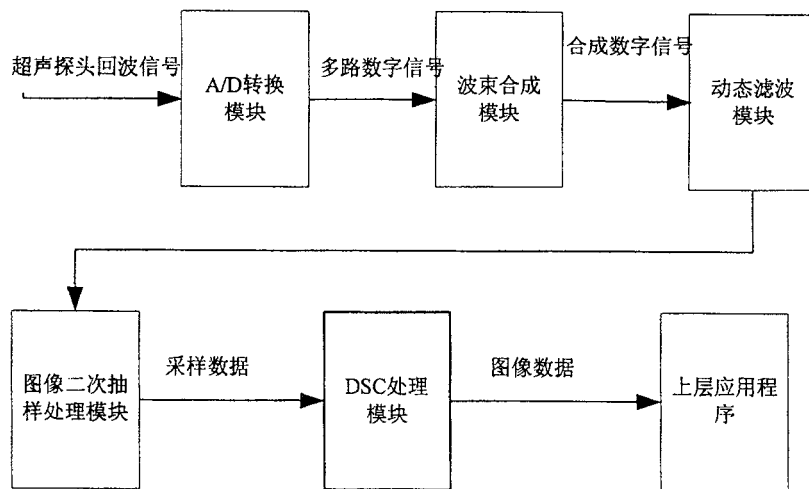 超声探头回波信号
A/D转换
模块
多路数字信号
波束合成
模块
合成数字信号
动态滤波
模块
图像二次抽
样处理模块
采样数据
DSC处理
模块
图像数据
上层应用程
序